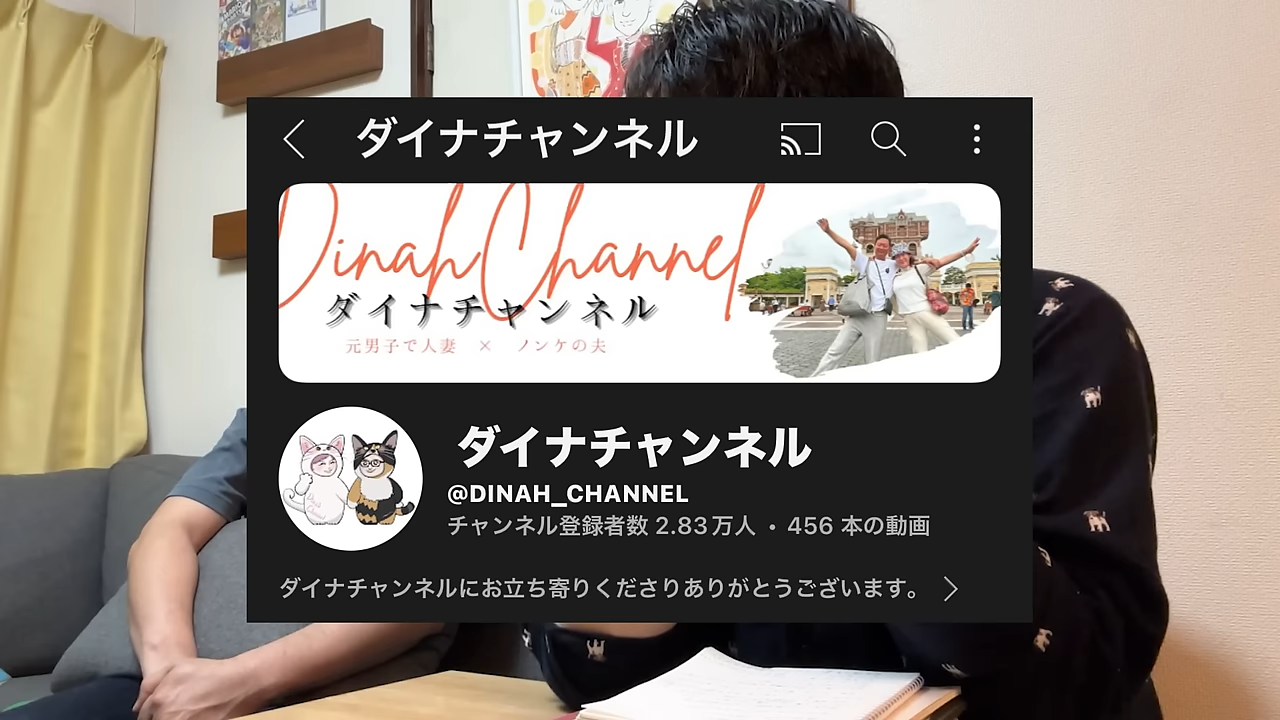 ダイナチャンネル
Dinah Channel
ダイナチャンネル
元男子で人妻 × ノンケの夫
ダイナチャンネル
@DINAH_CHANNEL
チャンネル登録者数 2.83万人 • 456 本の動画
ダイナチャンネルにお立ち寄りくださりありがとうございます。